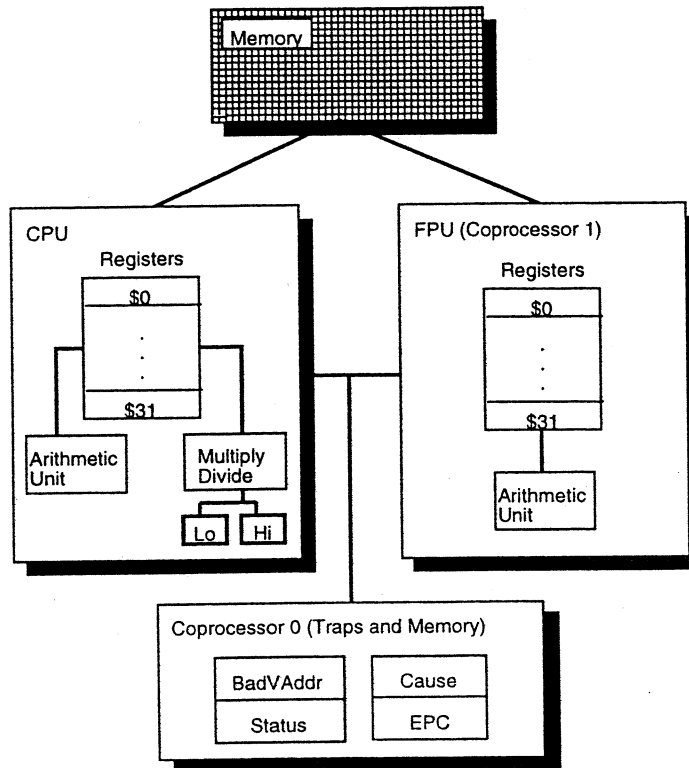 Memory
CPU
Registers
$0
$31
Arithmetic
Unit
Multiply
Divide
Lo
Hi
FPU (Coprocessor 1)
Registers
$0
$31
Arithmetic
Unit
Coprocessor 0 (Traps and Memory)
BadVAddr
Cause
Status
EPC